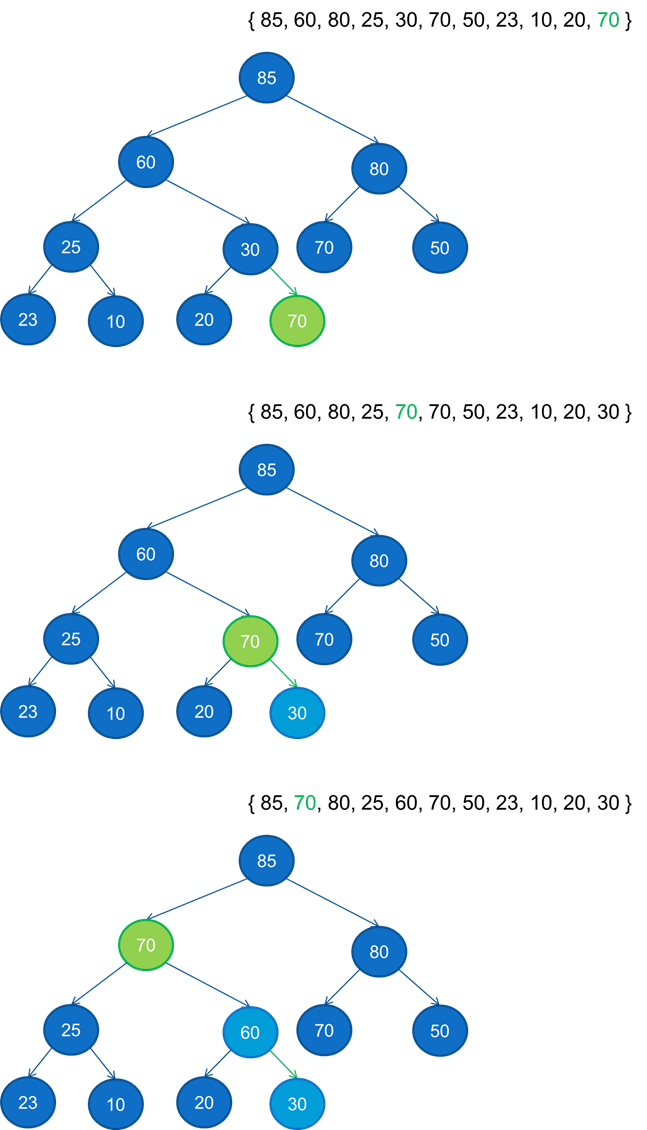 { 85, 60, 80, 25, 30, 70, 50, 23, 10, 20, 70 }
85
60 80
25 30 70 50
23 10 20 70
{ 85, 60, 80, 25, 70, 70, 50, 23, 10, 20, 30 }
85
60 80
25 70 70 50
23 10 20 30
{ 85, 70, 80, 25, 60, 70, 50, 23, 10, 20, 30 }
85
70 80
25 60 70 50
23 10 20 30